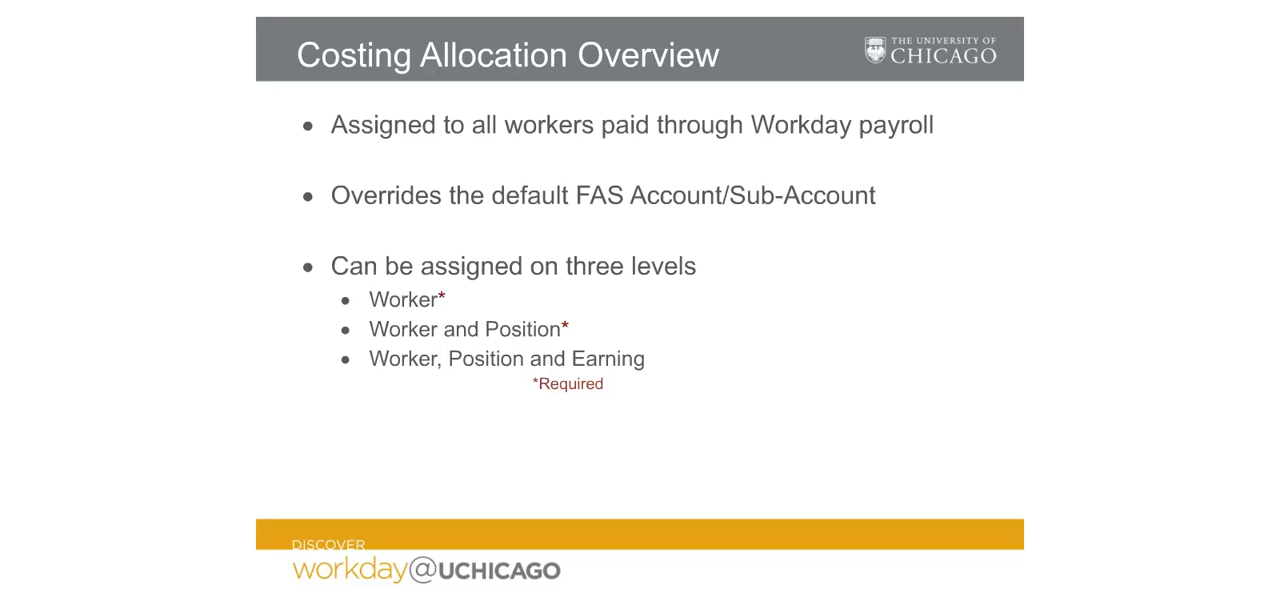 Costing Allocation Overview
THE UNIVERSITY OF
CHICAGO
• Assigned to all workers paid through Workday payroll
• Overrides the default FAS Account/Sub-Account
• Can be assigned on three levels
• Worker*
• Worker and Position*
• Worker, Position and Earning
*Required
DISCOVER
workday@UCHICAGO